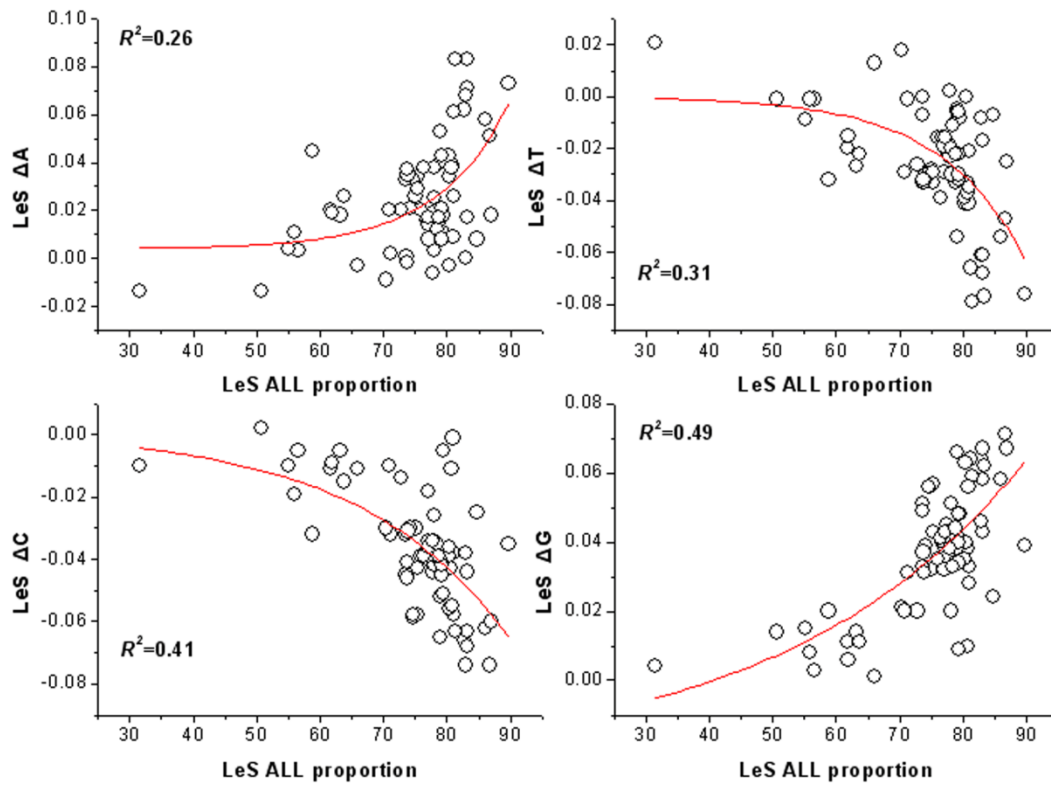 R²=0.26
0.10
0.08
0.06
0.04
0.02
0.00
-0.02
LeS ΔA
30 40 50 60 70 80 90
LeS ALL proportion
0.02
0.00
-0.02
-0.04
-0.06
-0.08
LeS ΔT
R²=0.31
30 40 50 60 70 80 90
LeS ALL proportion
0.00
-0.02
-0.04
-0.06
-0.08
LeS ΔC
R²=0.41
30 40 50 60 70 80 90
LeS ALL proportion
0.08
0.06
0.04
0.02
0.00
LeS ΔG
R²=0.49
30 40 50 60 70 80 90
LeS ALL proportion